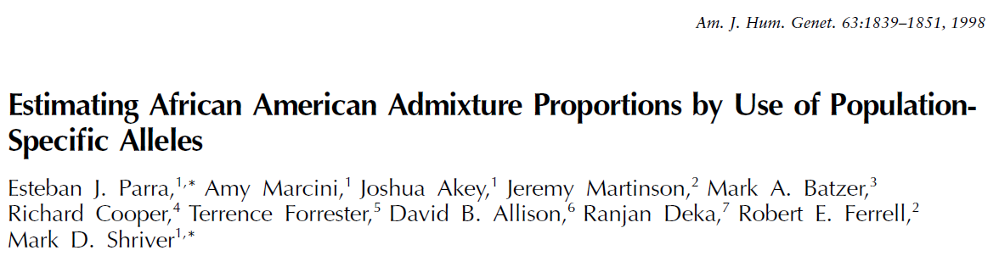 Am. J. Hum. Genet. 63:1839–1851, 1998
Estimating African American Admixture Proportions by Use of Population-
Specific Alleles
Esteban J. Parra,1,* Amy Marcini,1 Joshua Akey,1 Jeremy Martinson,2 Mark A. Batzer,3
Richard Cooper,4 Terrence Forrester,5 David B. Allison,6 Ranjan Deka,7 Robert E. Ferrell,2
Mark D. Shriver1,*